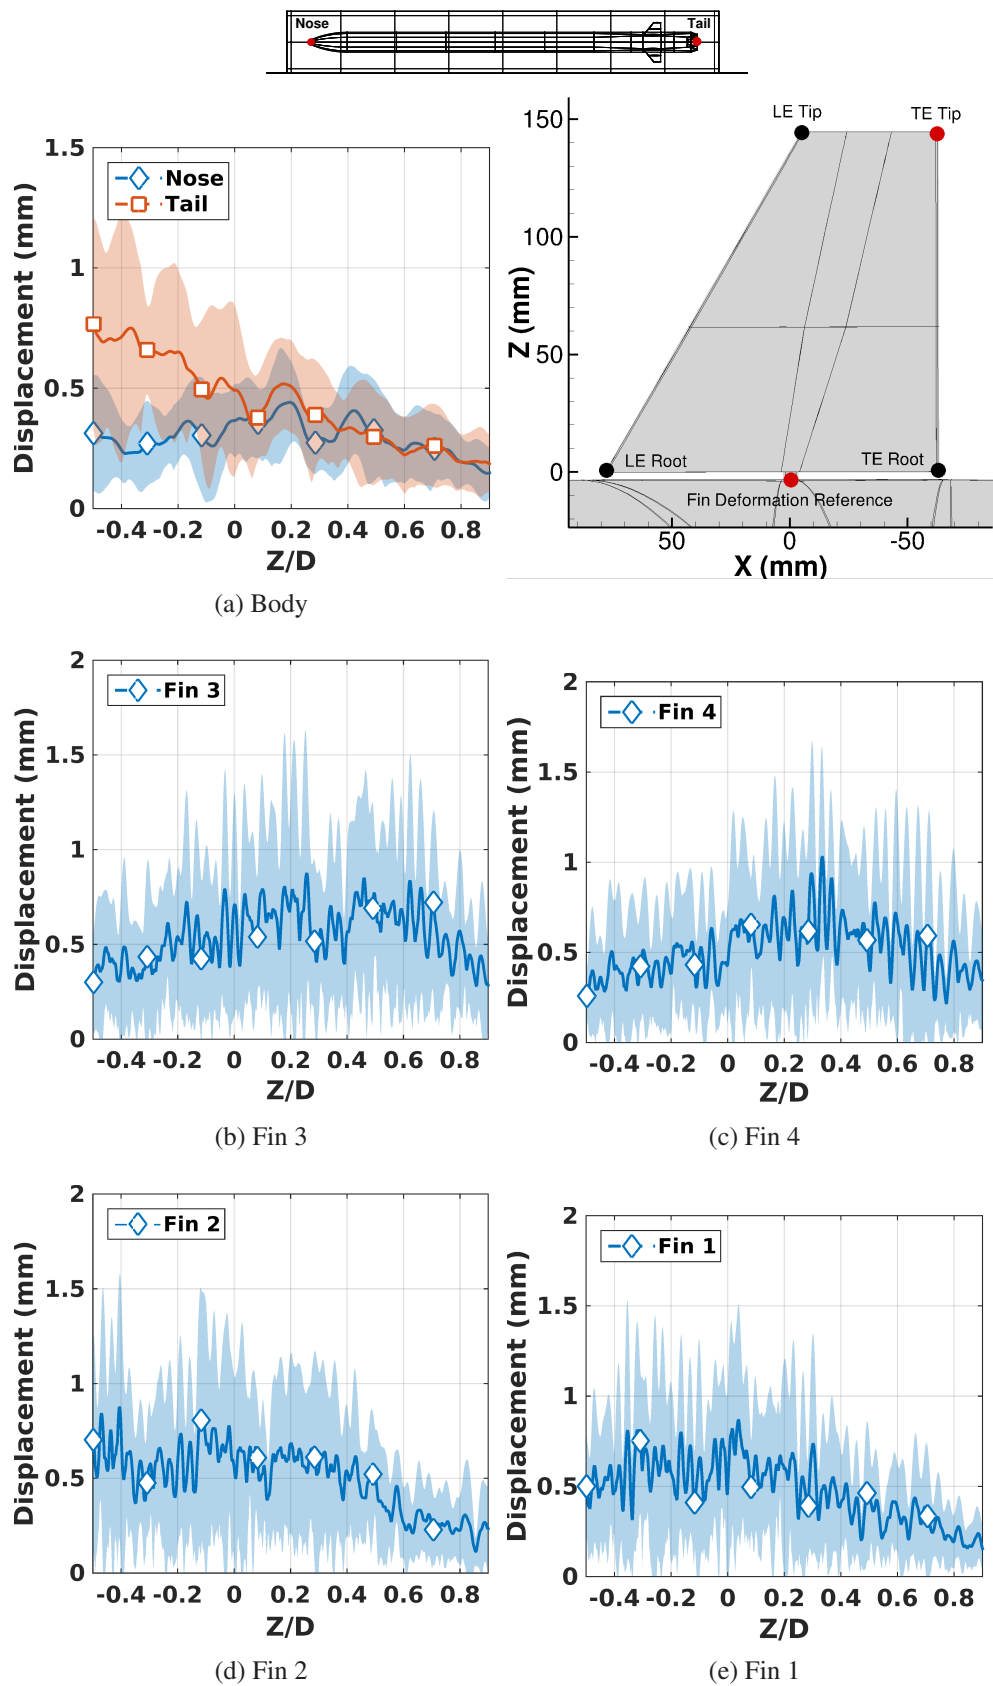 Nose
Tail
1.5
1
0.5
0
Displacement (mm)
Nose
Tail
-0.4 -0.2 0 0.2 0.4 0.6 0.8
Z/D
(a) Body
150
100
50
0
Z (mm)
LE Tip
TE Tip
LE Root
TE Root
Fin Deformation Reference
50 0 -50
X (mm)
2
1.5
1
0.5
0
Displacement (mm)
Fin 3
-0.4 -0.2 0 0.2 0.4 0.6 0.8
Z/D
(b) Fin 3
2
1.5
1
0.5
0
Displacement (mm)
Fin 4
-0.4 -0.2 0 0.2 0.4 0.6 0.8
Z/D
(c) Fin 4
2
1.5
1
0.5
0
Displacement (mm)
Fin 2
-0.4 -0.2 0 0.2 0.4 0.6 0.8
Z/D
(d) Fin 2
2
1.5
1
0.5
0
Displacement (mm)
Fin 1
-0.4 -0.2 0 0.2 0.4 0.6 0.8
Z/D
(e) Fin 1